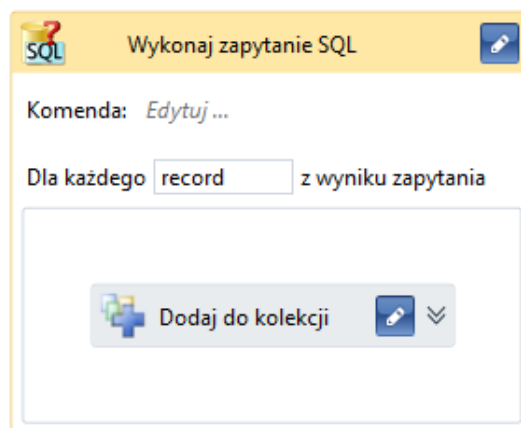 SQL Wykonaj zapytanie SQL
Komenda: Edytuj ...
Dla każdego record z wyniku zapytania
Dodaj do kolekcji